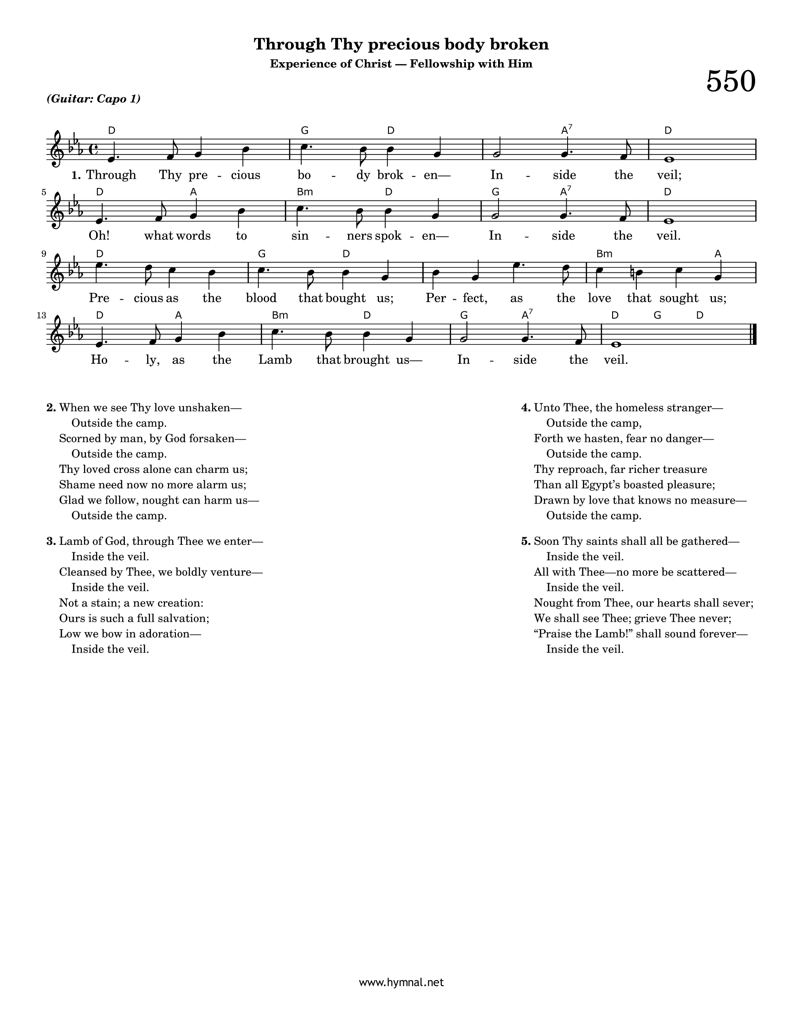 Through Thy precious body broken
Experience of Christ — Fellowship with Him
550
(Guitar: Capo 1)
D G D A7 D
1. Through Thy pre - cious bo - dy brok - en— In - side the veil;
5 D A Bm D G A7 D
Oh! what words to sin - ners spok - en— In - side the veil.
9 D G D Bm A
Pre - cious as the blood that bought us; Per - fect, as the love that sought us;
13 D A Bm D G A7 D G D
Ho - ly, as the Lamb that brought us— In - side the veil.
2. When we see Thy love unshaken—
Outside the camp.
Scorned by man, by God forsaken—
Outside the camp.
Thy loved cross alone can charm us;
Shame need now no more alarm us;
Glad we follow, nought can harm us—
Outside the camp.
3. Lamb of God, through Thee we enter—
Inside the veil.
Cleansed by Thee, we boldly venture—
Inside the veil.
Not a stain; a new creation:
Ours is such a full salvation;
Low we bow in adoration—
Inside the veil.
4. Unto Thee, the homeless stranger—
Outside the camp,
Forth we hasten, fear no danger—
Outside the camp.
Thy reproach, far richer treasure
Than all Egypt's boasted pleasure;
Drawn by love that knows no measure—
Outside the camp.
5. Soon Thy saints shall all be gathered—
Inside the veil.
All with Thee—no more be scattered—
Inside the veil.
Nought from Thee, our hearts shall sever;
We shall see Thee; grieve Thee never;
“Praise the Lamb!” shall sound forever—
Inside the veil.
www.hymnal.net